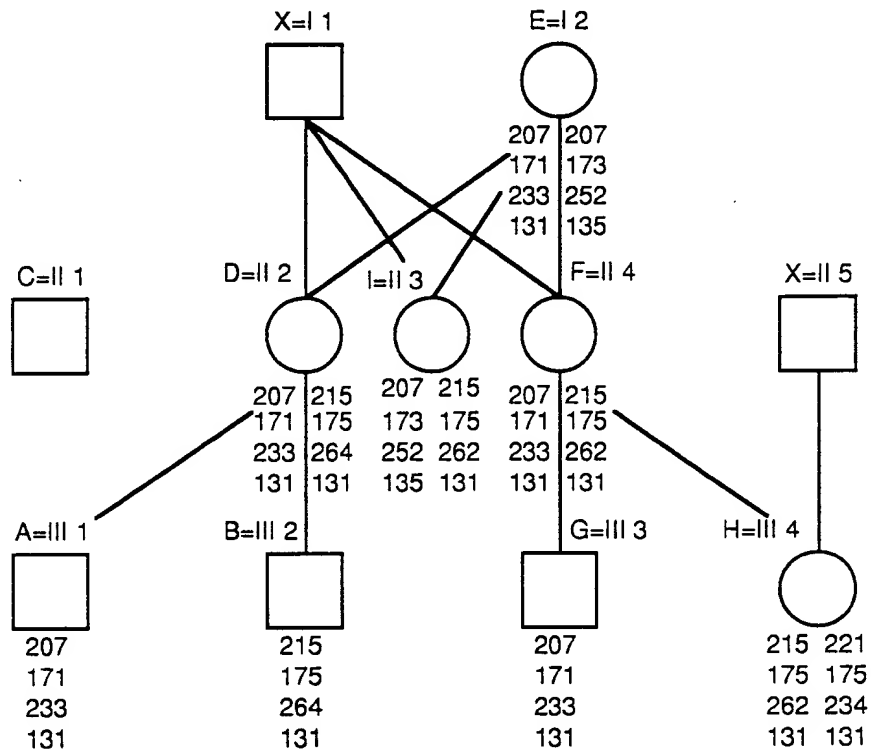 X=I 1 E=I 2
207 207
171 173
233 252
131 135
C=II 1 D=II 2 I=II 3 F=II 4 X=II 5
207 215 207 215 207 215
171 175 173 175 171 175
233 264 252 262 233 262
131 131 135 131 131 131
A=III 1 B=III 2 G=III 3 H=III 4
207 215 207 215 221
171 175 171 175 175
233 264 233 262 234
131 131 131 131 131